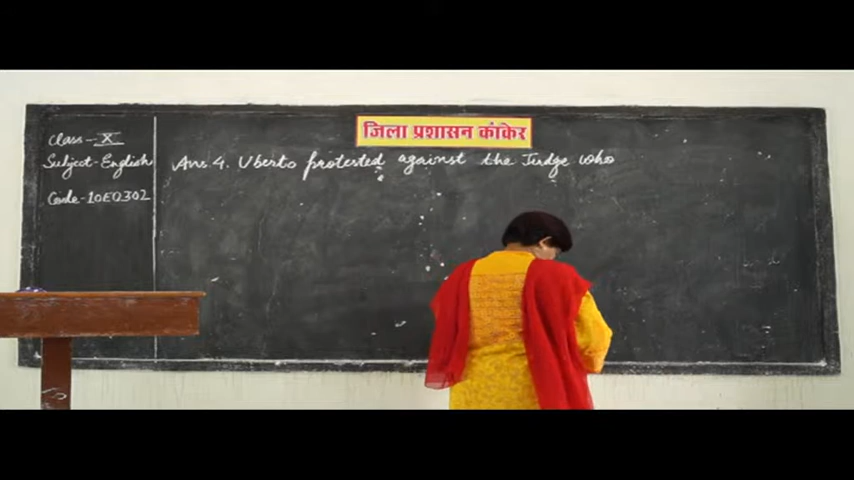 जिला प्रशासन कांकेर
Class - X
Subject - English
Code - 10E0302
Ans 4. Uberto protested against the Judge who